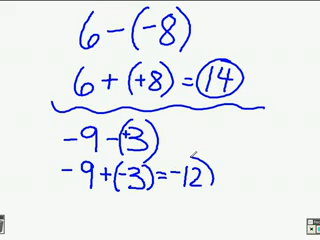 6 - (-8)
6 + (+8) = 14
-9 - (+3)
-9 + (-3) = -12)